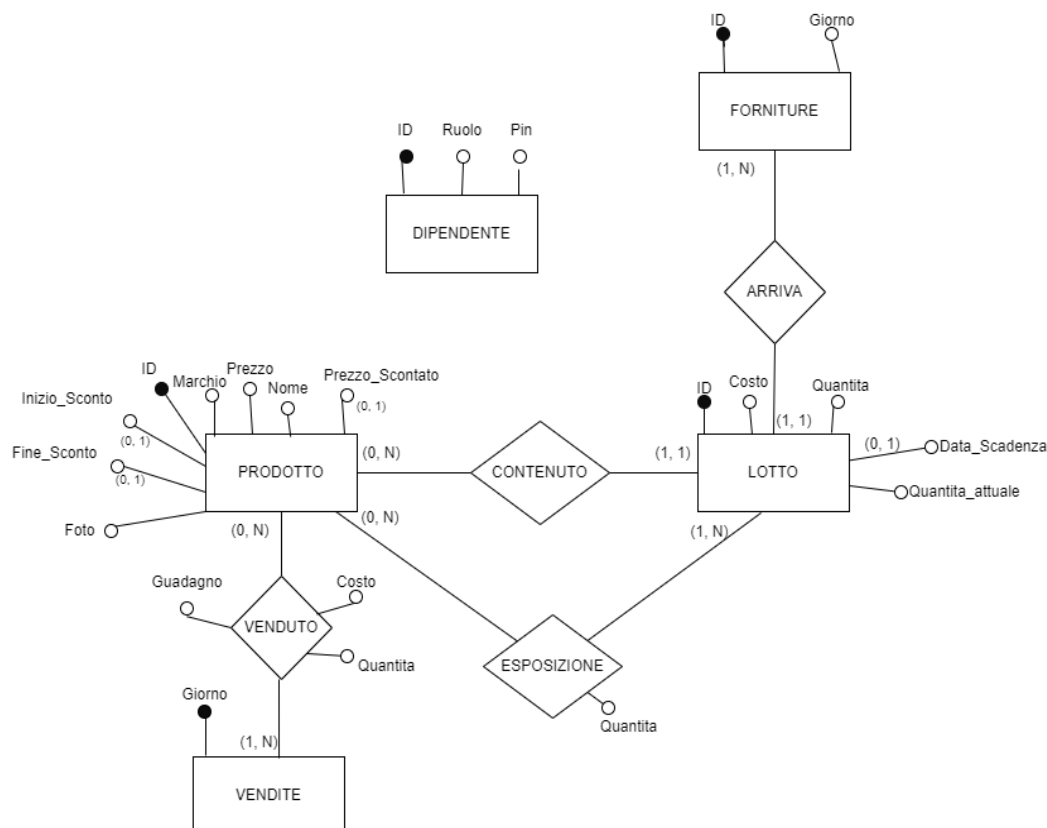 ID
Giorno
FORNITURE
(1, N)
ID
Ruolo
Pin
DIPENDENTE
ARRIVA
ID
Marchio
Prezzo
Nome
Prezzo_Scontato
(0, 1)
Inizio_Sconto
(0, 1)
Fine_Sconto
(0, 1)
Foto
PRODOTTO
(0, N)
CONTENUTO
(1, 1)
ID
Costo
Quantita
(1, 1)
LOTTO
(0, 1)
Data_Scadenza
Quantita_attuale
(0, N)
(0, N)
(1, N)
Guadagno
Costo
VENDUTO
Quantita
ESPOSIZIONE
Quantita
Giorno
(1, N)
VENDITE